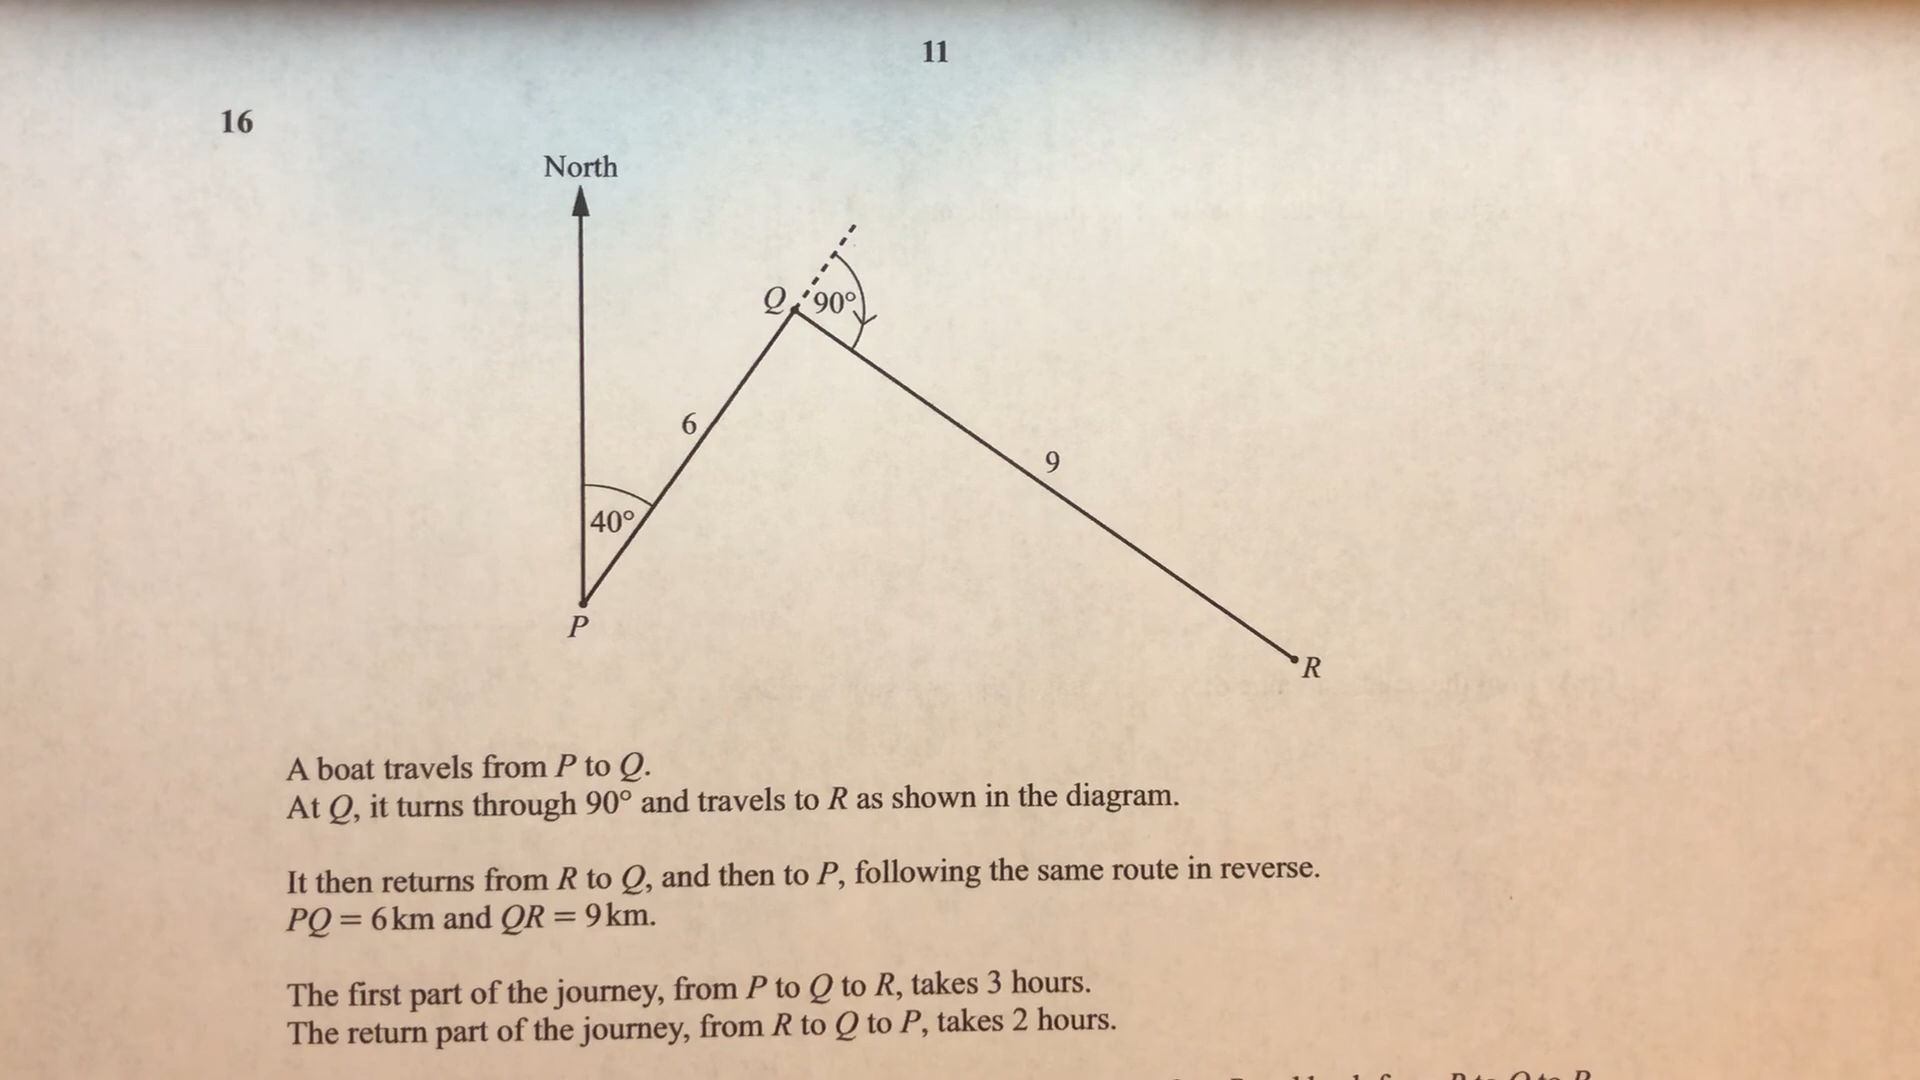 11
16
North
Q
90°
6
9
40°
P
R
A boat travels from P to Q.
At Q, it turns through 90° and travels to R as shown in the diagram.
It then returns from R to Q, and then to P, following the same route in reverse.
PQ = 6 km and QR = 9 km.
The first part of the journey, from P to Q to R, takes 3 hours.
The return part of the journey, from R to Q to P, takes 2 hours.